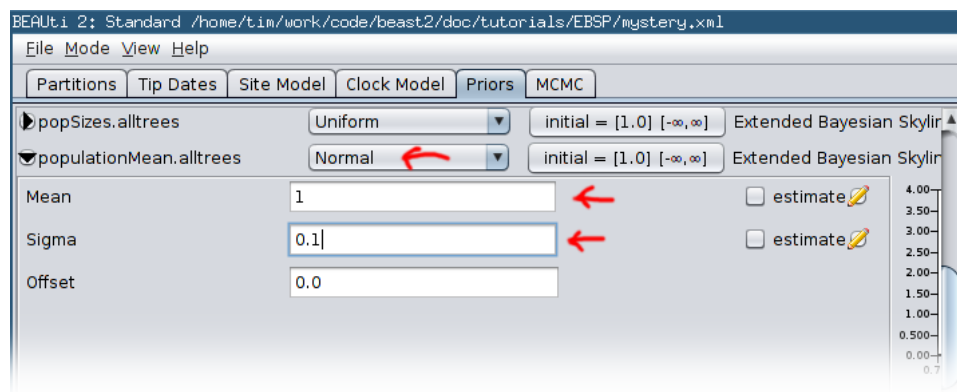 BEAUti 2: Standard /home/tim/work/code/beast2/doc/tutorials/EBSP/mystery.xml
File Mode View Help
Partitions Tip Dates Site Model Clock Model Priors MCMC
popSizes.alltrees Uniform initial = [1.0] [-∞,∞] Extended Bayesian Skylin
populationMean.alltrees Normal initial = [1.0] [-∞,∞] Extended Bayesian Skylin
Mean 1 estimate 4.00
3.50
Sigma 0.1 estimate 3.00
2.50
2.00
Offset 0.0
1.50
1.00
0.500
0.00
0.7